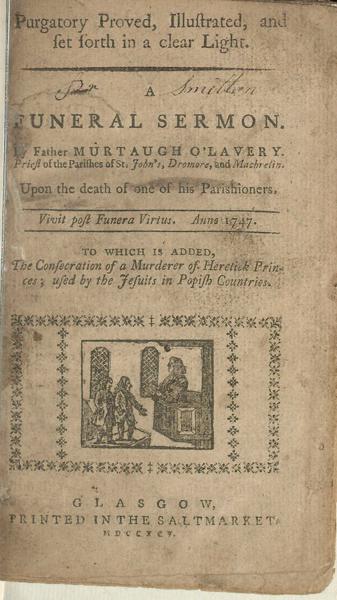 Purgatory Proved, Illuſtrated, and
ſet forth in a clear Light.
A
FUNERAL SERMON.
By Father MURTAUGH O'LAVERY.
Prieſt of the Pariſhes of St. John's, Dromore, and Machrelin.
Upon the death of one of his Pariſhioners.
Vivit poſt Funera Virtus. Anno 1747.
TO WHICH IS ADDED,
The Conſecration of a Murderer of Heretick Prin-
ces; uſed by the Jeſuits in Popiſh Countries.
GLASGOW,
PRINTED IN THE SALTMARKET.
MDCCXCV.